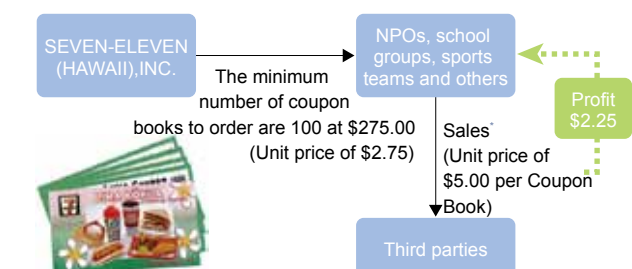 SEVEN-ELEVEN
(HAWAII),INC.
NPOs, school
groups, sports
teams and others
The minimum
number of coupon
books to order are 100 at $275.00
(Unit price of $2.75)
Profit
$2.25
Sales*
(Unit price of
$5.00 per Coupon
Book)
Third parties